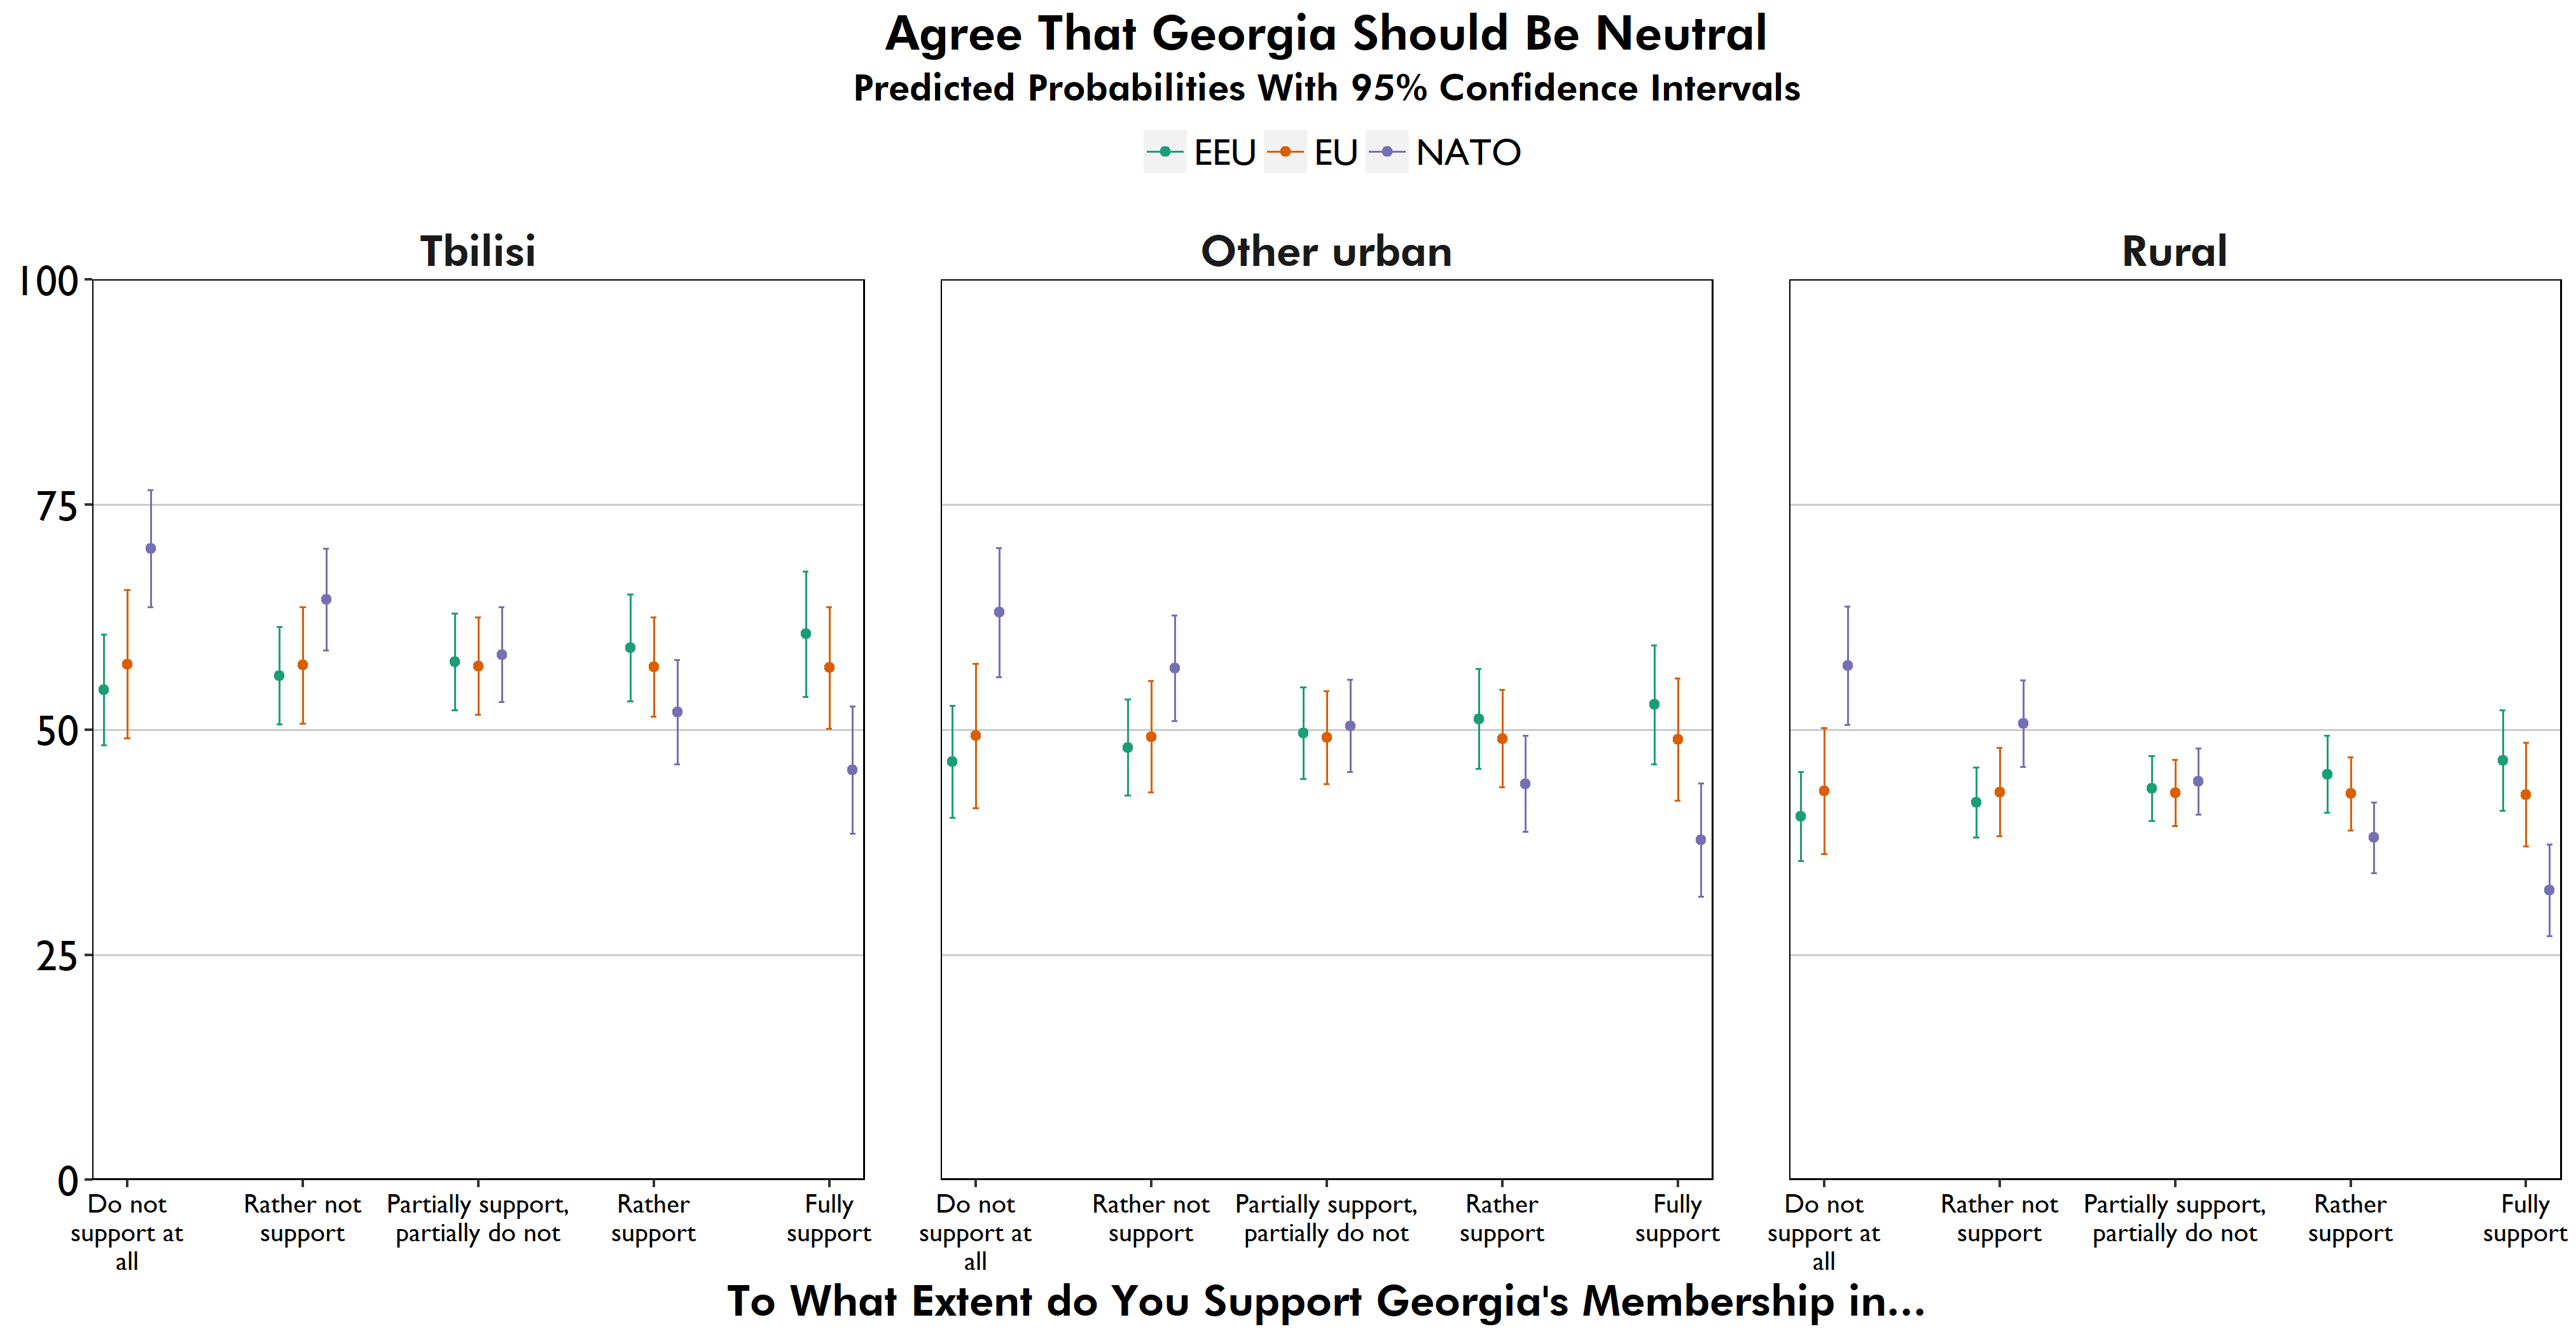 Agree That Georgia Should Be Neutral
Predicted Probabilities With 95% Confidence Intervals
EEU EU NATO
Tbilisi Other urban Rural
100
75
50
25
0
Do not Rather not Partially support, Rather Fully Do not Rather not Partially support, Rather Fully Do not Rather not Partially support, Rather Fully
support at support partially do not support support support at support partially do not support support support at support partially do not support support
all all all
To What Extent do You Support Georgia's Membership in...